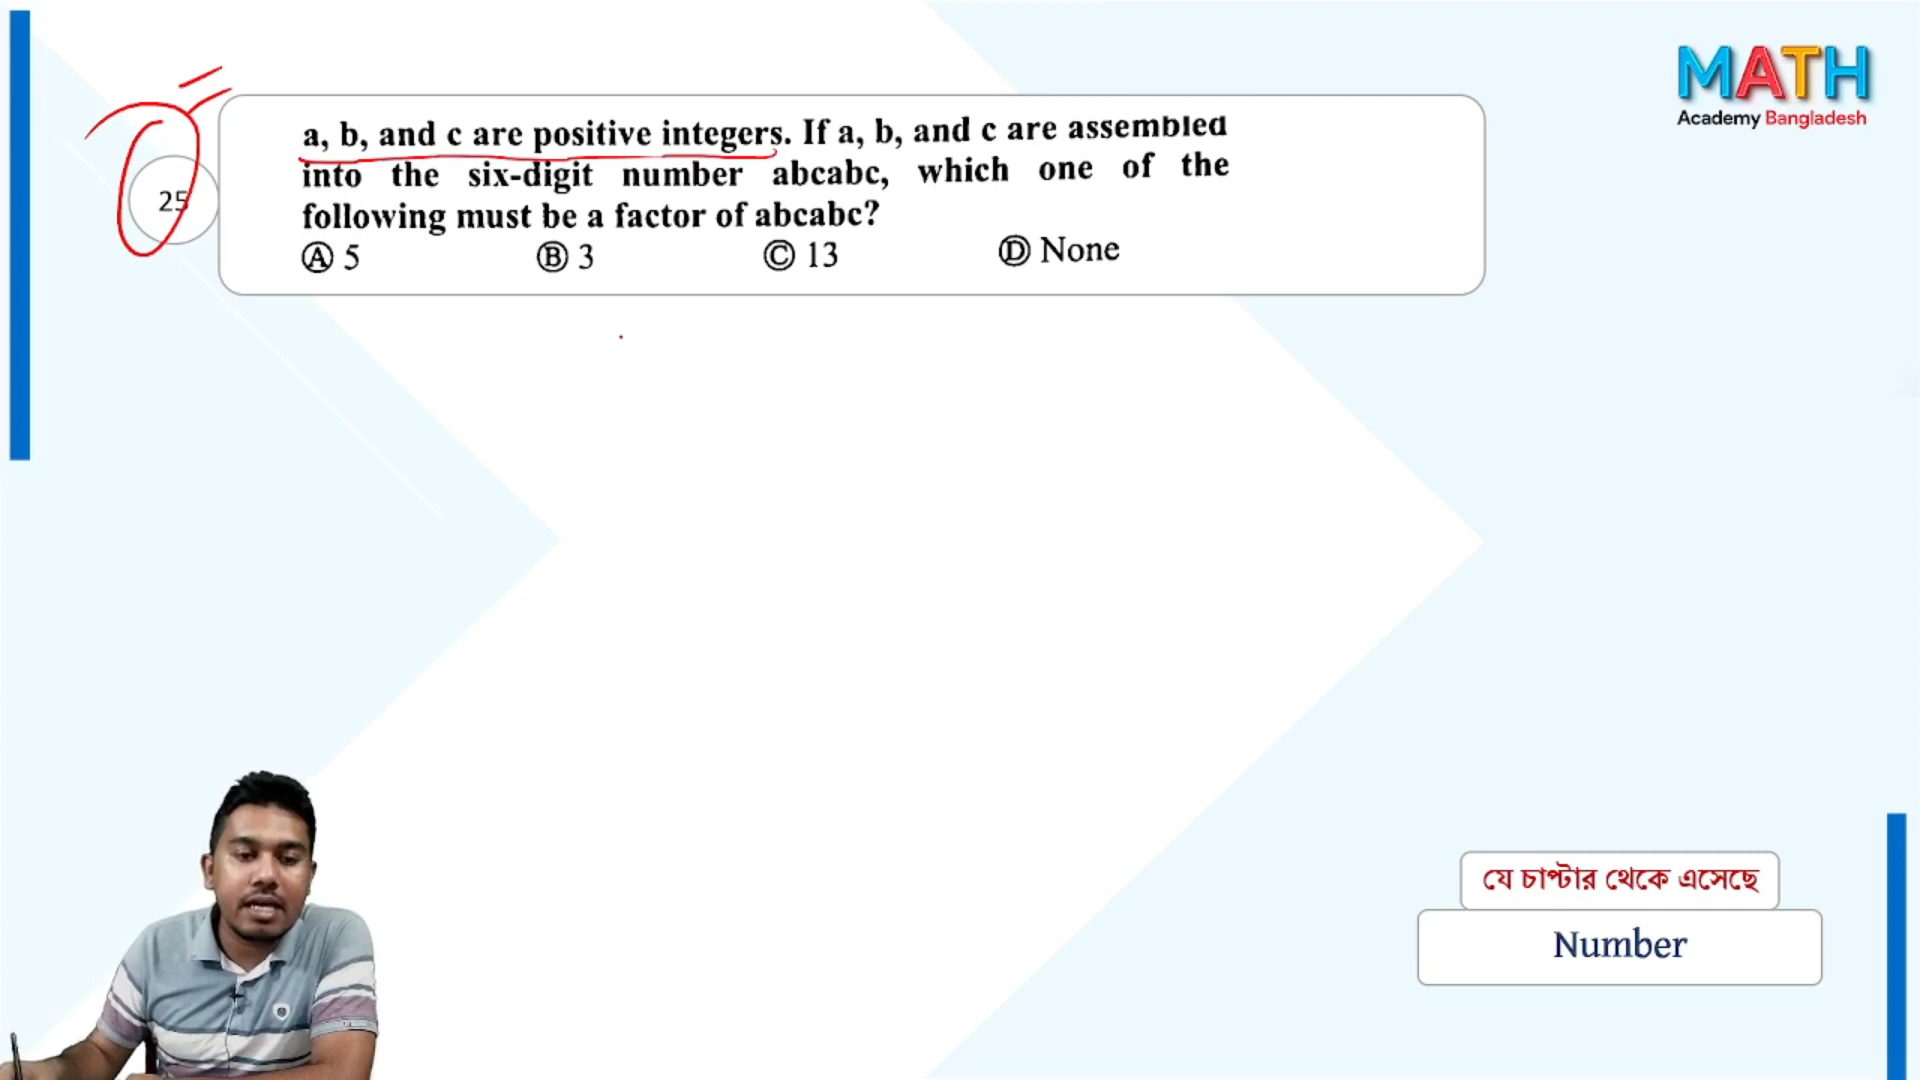 MATH
Academy Bangladesh
25
a, b, and c are positive integers. If a, b, and c are assembled
into the six-digit number abcabc, which one of the
following must be a factor of abcabc?
Ⓐ 5 Ⓑ 3 Ⓒ 13 Ⓓ None
যে চাপ্টার থেকে এসেছে
Number